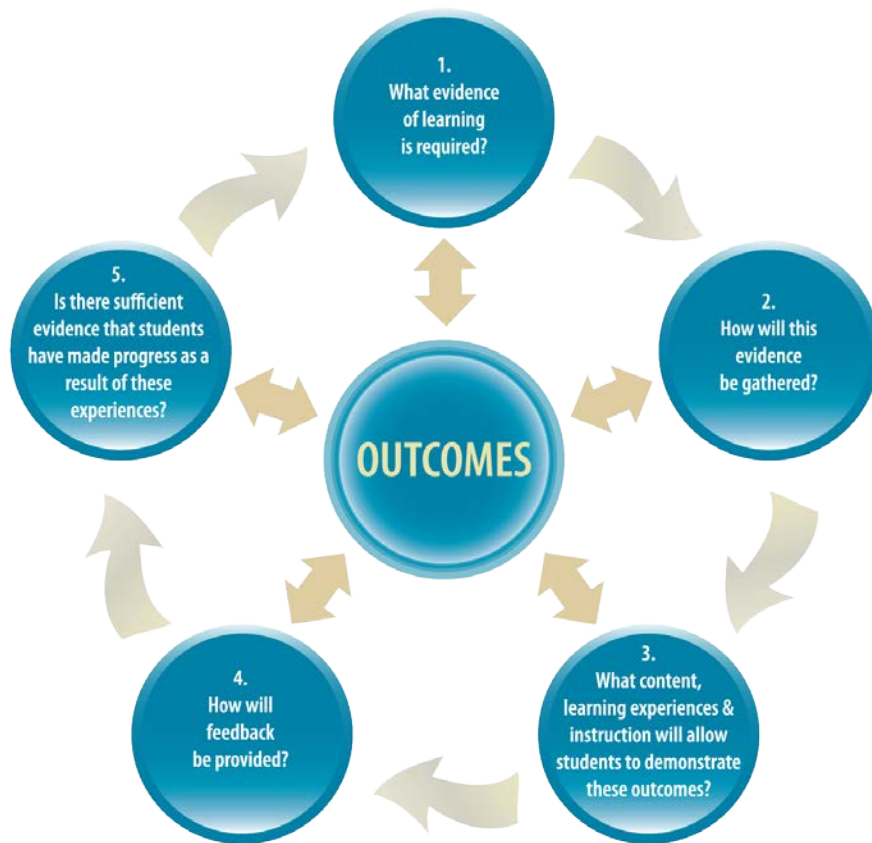 1.
What evidence
of learning
is required?
2.
How will this
evidence
be gathered?
3.
What content,
learning experiences &
instruction will allow
students to demonstrate
these outcomes?
4.
How will
feedback
be provided?
5.
Is there sufficient
evidence that students
have made progress as a
result of these
experiences?
OUTCOMES